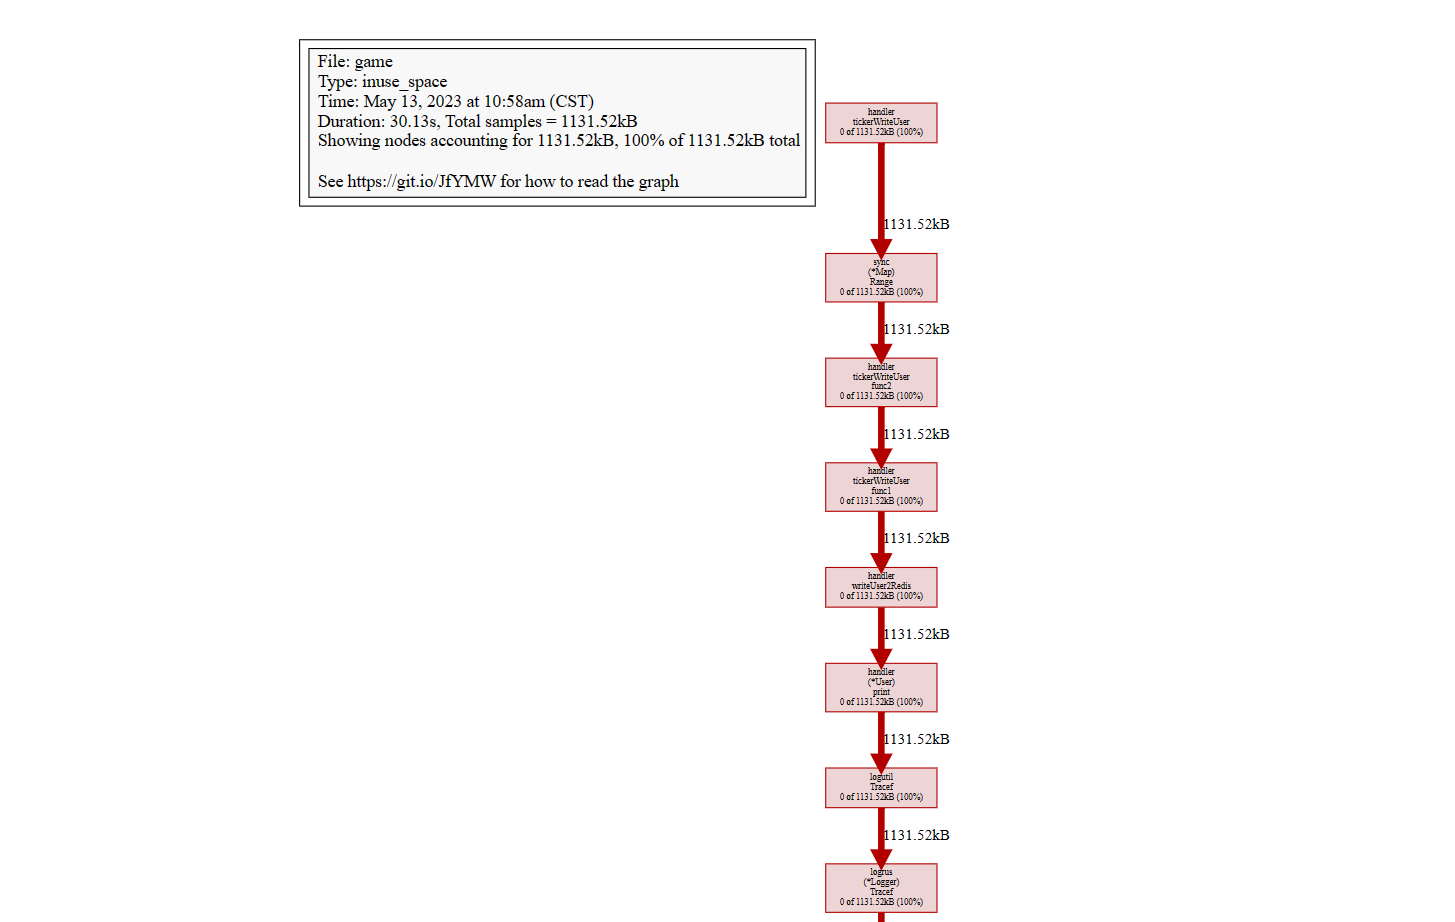 File: game
Type: inuse_space
Time: May 13, 2023 at 10:58am (CST)
Duration: 30.13s, Total samples = 1131.52kB
Showing nodes accounting for 1131.52kB, 100% of 1131.52kB total
See https://git.io/JfYMW for how to read the graph
handler
tickerWriteUser
0 of 1131.52kB (100%)
1131.52kB
sync
(*Map)
Range
0 of 1131.52kB (100%)
1131.52kB
handler
tickerWriteUser
func2
0 of 1131.52kB (100%)
1131.52kB
handler
tickerWriteUser
func1
0 of 1131.52kB (100%)
1131.52kB
handler
writeUser2Redis
0 of 1131.52kB (100%)
1131.52kB
handler
(*User)
print
0 of 1131.52kB (100%)
1131.52kB
logutil
Tracef
0 of 1131.52kB (100%)
1131.52kB
logrus
(*Logger)
Tracef
0 of 1131.52kB (100%)